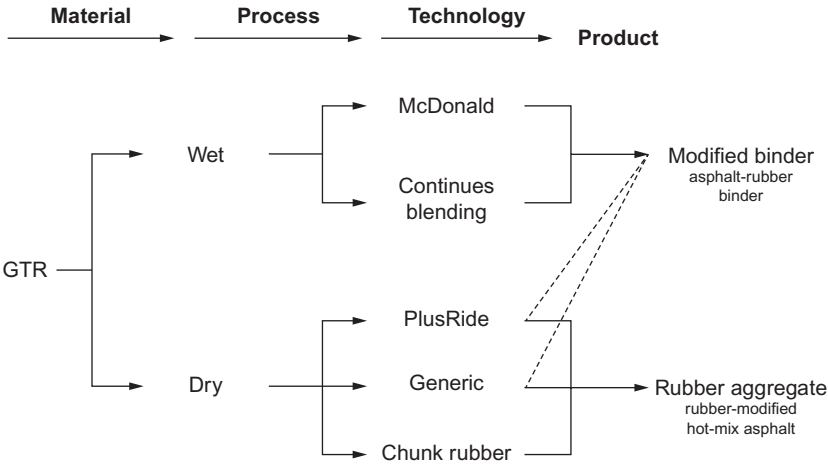 Material
Process
Technology
Product
McDonald
Wet
Modified binder
asphalt-rubber
binder
Continues
blending
GTR
PlusRide
Dry
Generic
Rubber aggregate
rubber-modified
hot-mix asphalt
Chunk rubber